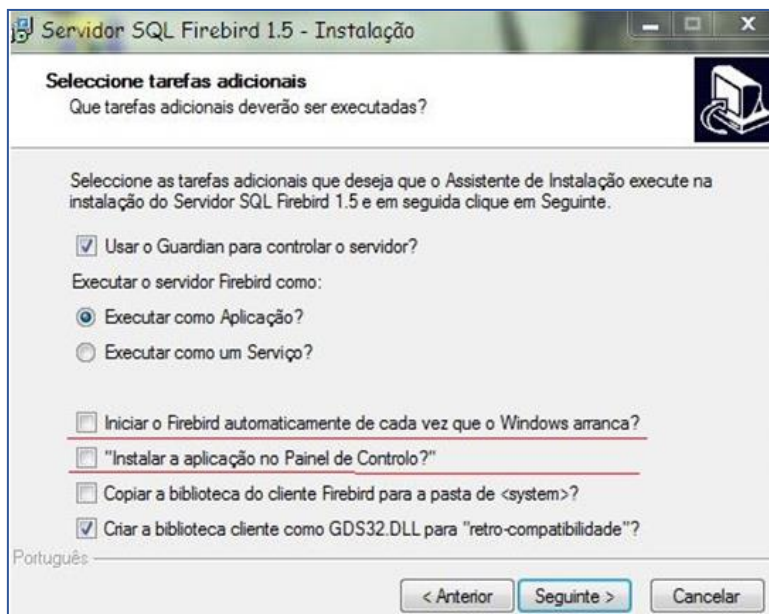 Servidor SQL Firebird 1.5 - Instalação
Seleccione tarefas adicionais
Que tarefas adicionais deverão ser executadas?
Seleccione as tarefas adicionais que deseja que o Assistente de Instalação execute na
instalação do Servidor SQL Firebird 1.5 e em seguida clique em Seguinte.
Usar o Guardian para controlar o servidor?
Executar o servidor Firebird como:
Executar como Aplicação?
Executar como um Serviço?
Iniciar o Firebird automaticamente de cada vez que o Windows arranca?
"Instalar a aplicação no Painel de Controlo?"
Copiar a biblioteca do cliente Firebird para a pasta de <system>?
Criar a biblioteca cliente como GDS32.DLL para "retro-compatibilidade"?
Português
< Anterior Seguinte > Cancelar